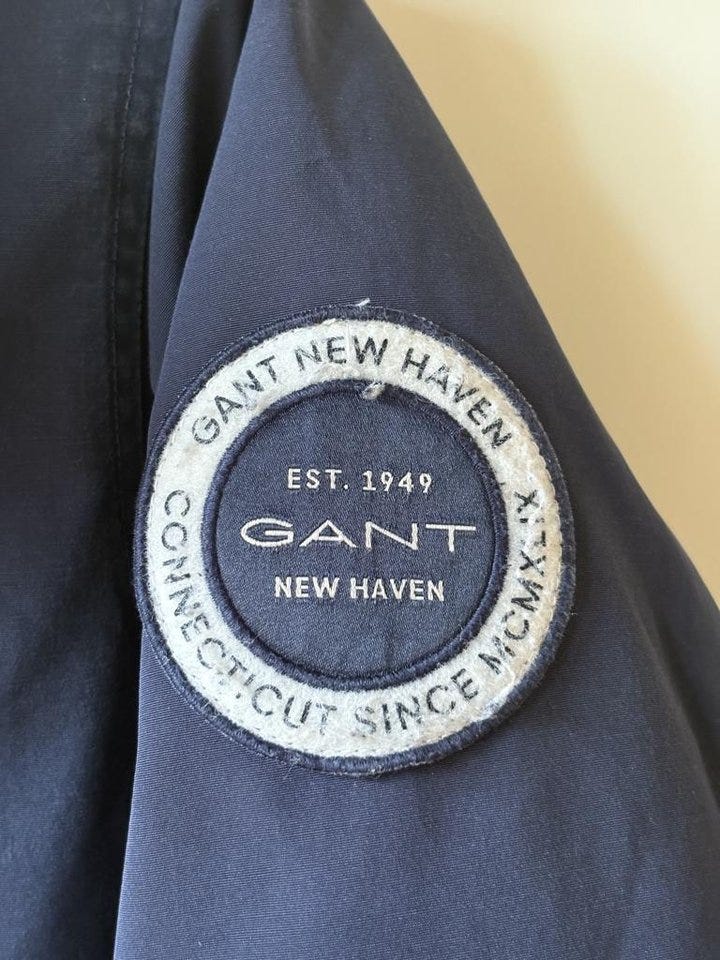 GANT NEW HAVEN
CONNECTICUT SINCE MCMXLIX
EST. 1949
GANT
NEW HAVEN